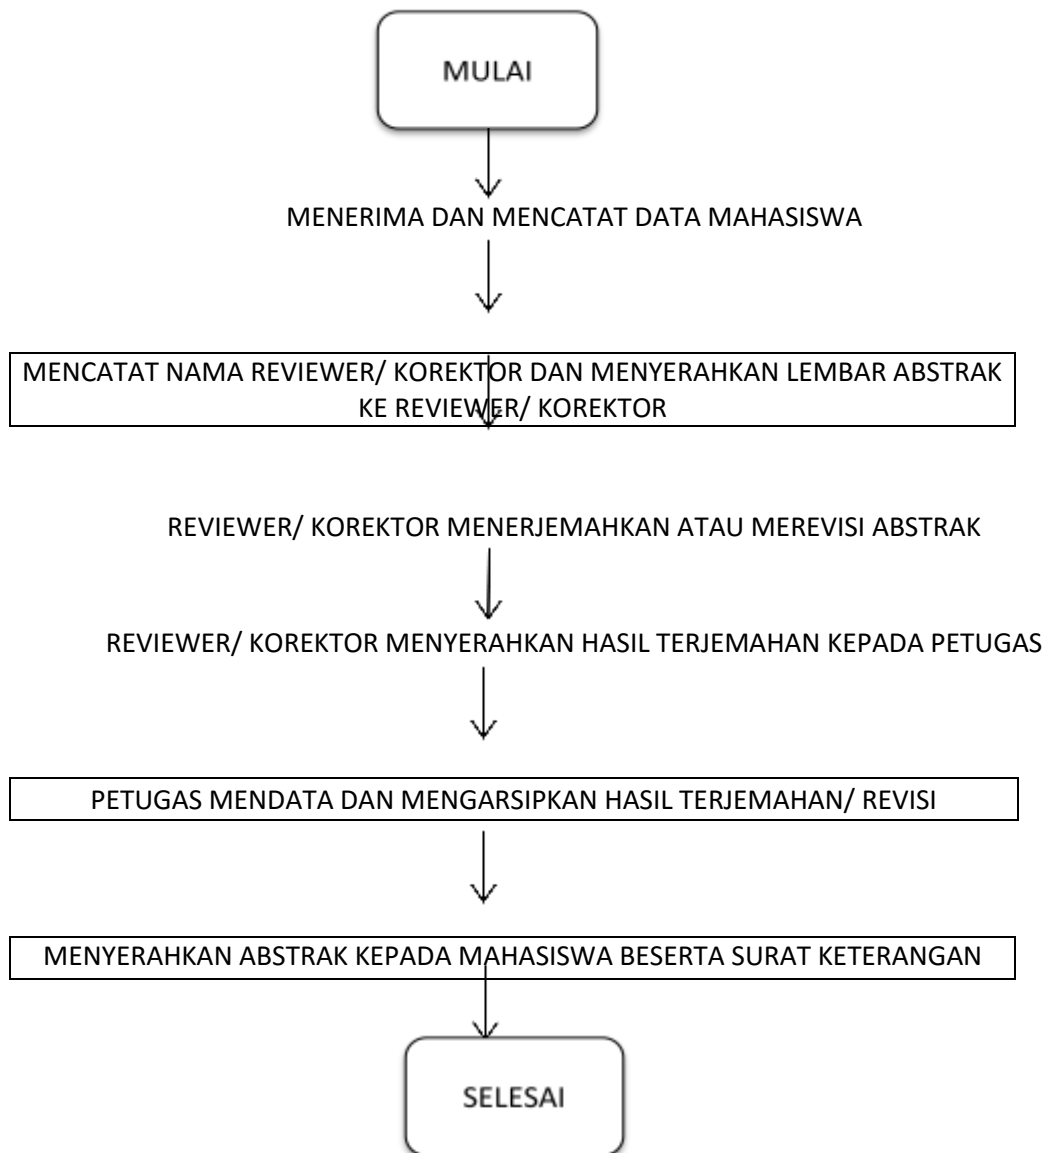 MULAI
MENERIMA DAN MENCATAT DATA MAHASISWA
MENCATAT NAMA REVIEWER/ KOREKTOR DAN MENYERAHKAN LEMBAR ABSTRAK
KE REVIEWER/ KOREKTOR
REVIEWER/ KOREKTOR MENERJEMAHKAN ATAU MEREVISI ABSTRAK
REVIEWER/ KOREKTOR MENYERAHKAN HASIL TERJEMAHAN KEPADA PETUGAS
PETUGAS MENDATA DAN MENGARSIPKAN HASIL TERJEMAHAN/ REVISI
MENYERAHKAN ABSTRAK KEPADA MAHASISWA BESERTA SURAT KETERANGAN
SELESAI